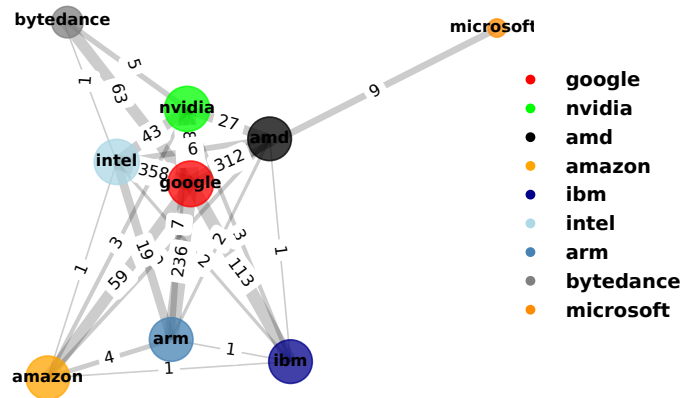 bytedance
microsoft
google
nvidia
amd
amazon
ibm
intel
arm
bytedance
microsoft
9
5
1
63
nvidia
27
43
amd
6
312
intel
358
google
7
3
3
2
19
2
236
113
59
1
1
arm
1
4
ibm
1
amazon